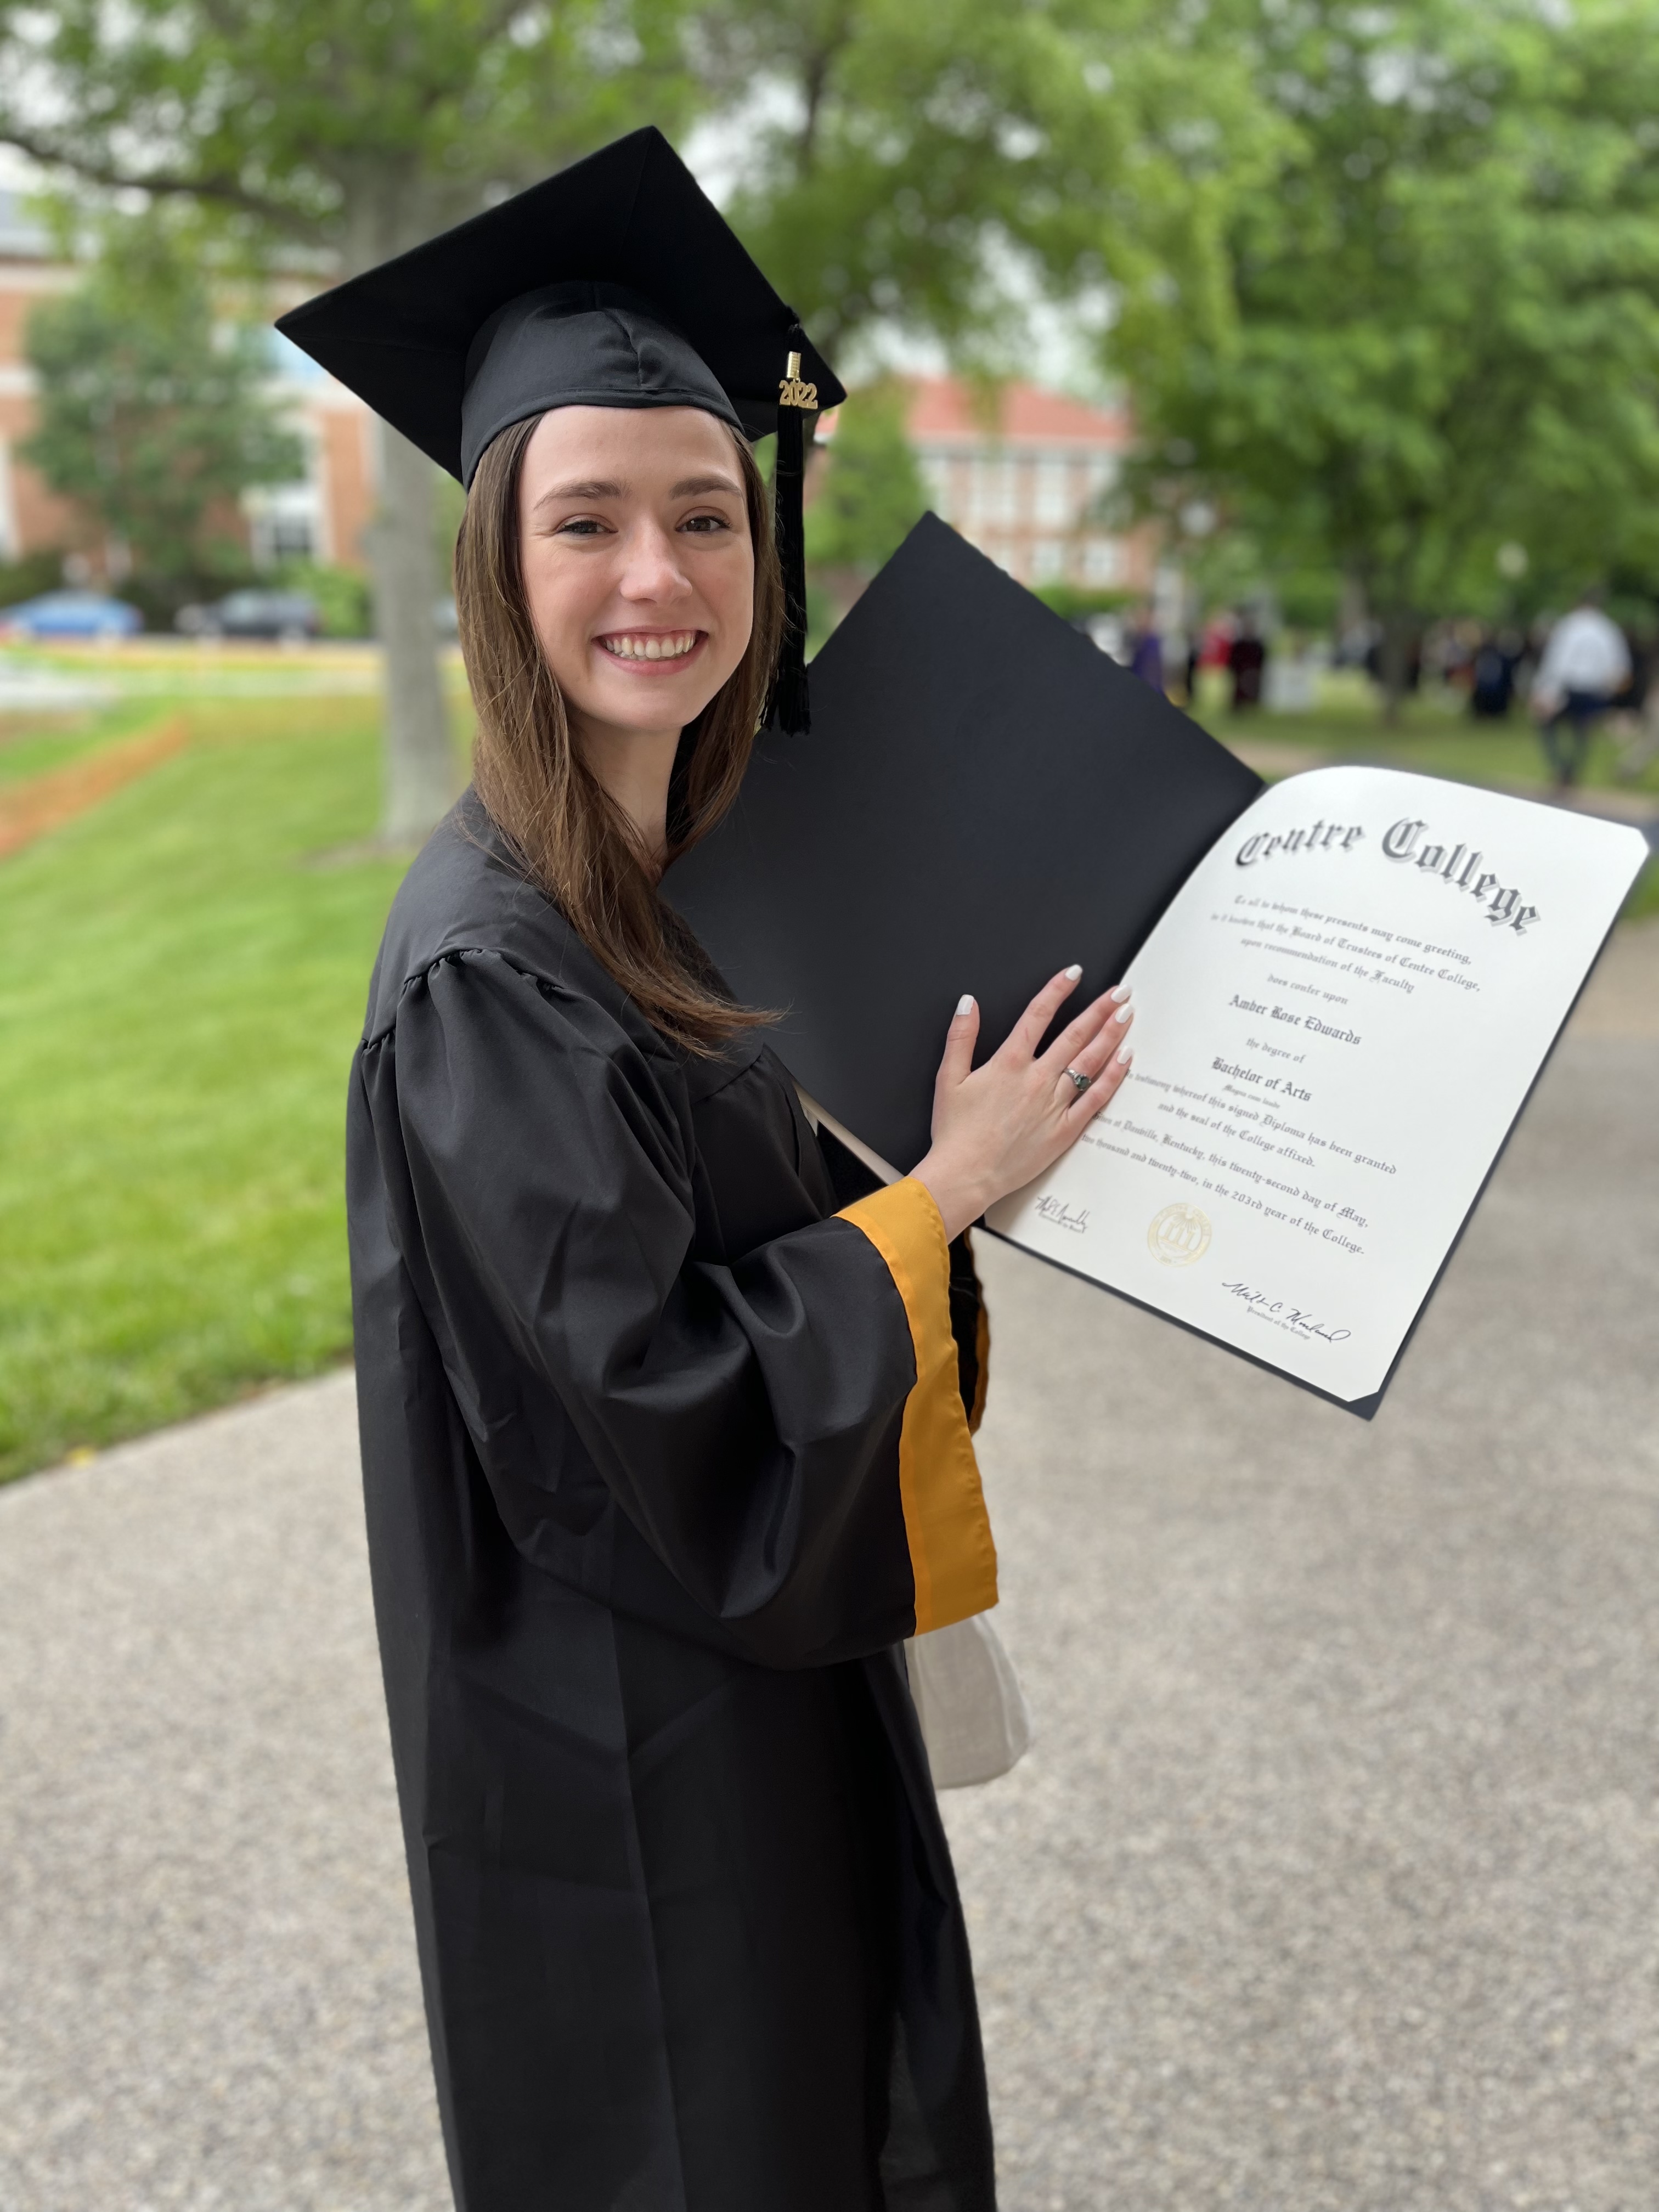 2022
Centre College
To all to whom these presents may come greeting,
be it known that the Board of Trustees of Centre College,
upon recommendation of the Faculty
does confer upon
Amber Rose Edwards
the degree of
Bachelor of Arts
Magna cum laude
testimony whereof this signed Diploma has been granted
and the seal of the College affixed.
at Danville, Kentucky, this twenty-second day of May,
two thousand and twenty-two, in the 203rd year of the College.
President of the College